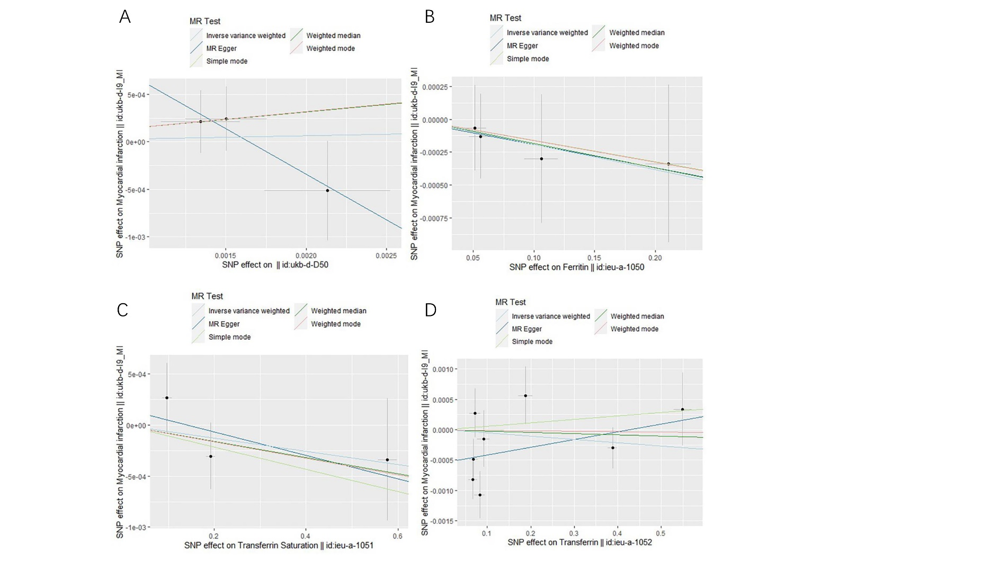 A
MR Test
Inverse variance weighted
Weighted median
MR Egger
Weighted mode
Simple mode
SNP effect on Myocardial infarction || id:ukb-d-I9_MI
5e-04
0e+00
-5e-04
-1e-03
0.0015
0.0020
0.0025
SNP effect on || id:ukb-d-D50
B
MR Test
Inverse variance weighted
Weighted median
MR Egger
Weighted mode
Simple mode
SNP effect on Myocardial infarction || id:ukb-d-I9_MI
0.00025
0.00000
-0.00025
-0.00050
-0.00075
0.05
0.10
0.15
0.20
SNP effect on Ferritin || id:ieu-a-1050
C
MR Test
Inverse variance weighted
Weighted median
MR Egger
Weighted mode
Simple mode
SNP effect on Myocardial infarction || id:ukb-d-I9_MI
5e-04
0e+00
-5e-04
-1e-03
0.2
0.4
0.6
SNP effect on Transferrin Saturation || id:ieu-a-1051
D
MR Test
Inverse variance weighted
Weighted median
MR Egger
Weighted mode
Simple mode
SNP effect on Myocardial infarction || id:ukb-d-I9_MI
0.0010
0.0005
0.0000
-0.0005
-0.0010
-0.0015
0.1
0.2
0.3
0.4
0.5
SNP effect on Transferrin || id:ieu-a-1052